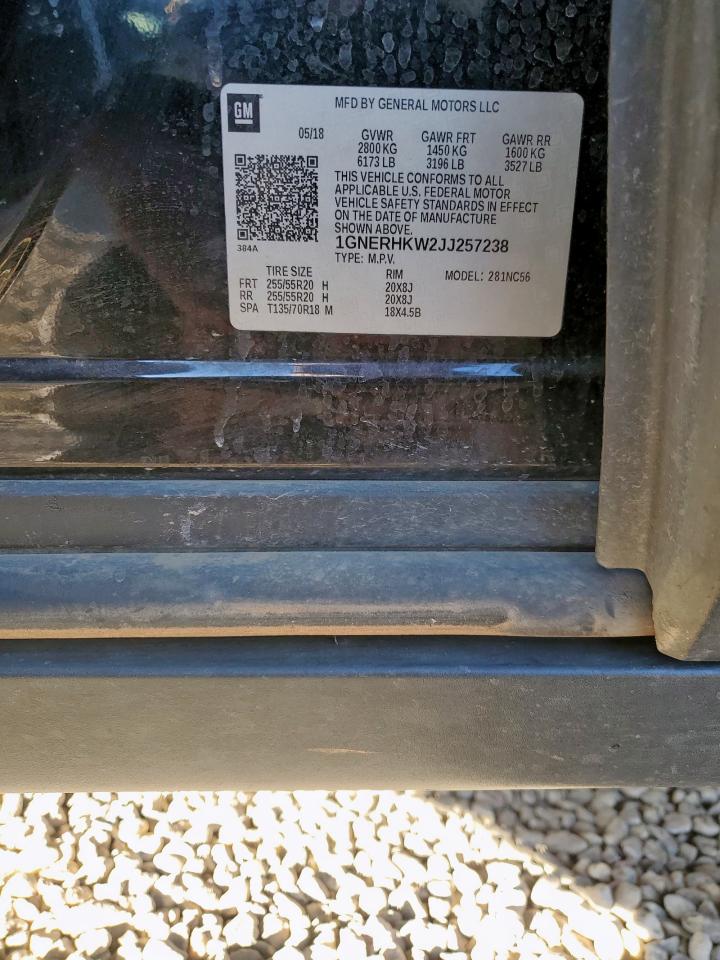 GM
MFD BY GENERAL MOTORS LLC
05/18 GVWR GAWR FRT GAWR RR
2800 KG 1450 KG 1600 KG
6173 LB 3196 LB 3527 LB
THIS VEHICLE CONFORMS TO ALL
APPLICABLE U.S. FEDERAL MOTOR
VEHICLE SAFETY STANDARDS IN EFFECT
ON THE DATE OF MANUFACTURE
SHOWN ABOVE.
384A 1GNERHKW2JJ257238
TYPE: M.P.V.
TIRE SIZE RIM MODEL: 281NC56
FRT 255/55R20 H 20X8J
RR 255/55R20 H 20X8J
SPA T135/70R18 M 18X4.5B